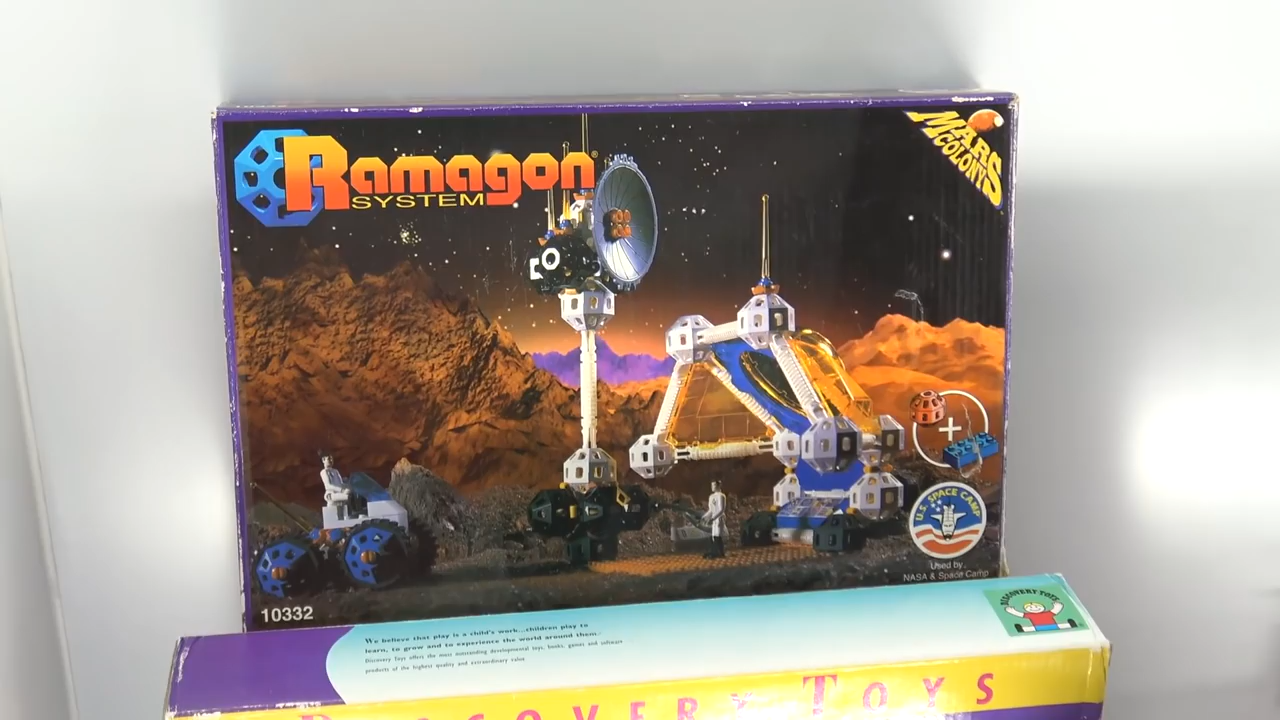 Ramagon®
SYSTEM
MARS
COLONY
U.S. SPACE CAMP
Used by
NASA & Space Camp
10332
DISCOVERY TOYS
We believe that play is a child's work...children play to
learn, to grow and to experience the world around them.
Discovery Toys offers the most outstanding developmental toys, books, games and software
products of the highest quality and extraordinary value.
DISCOVERY TOYS